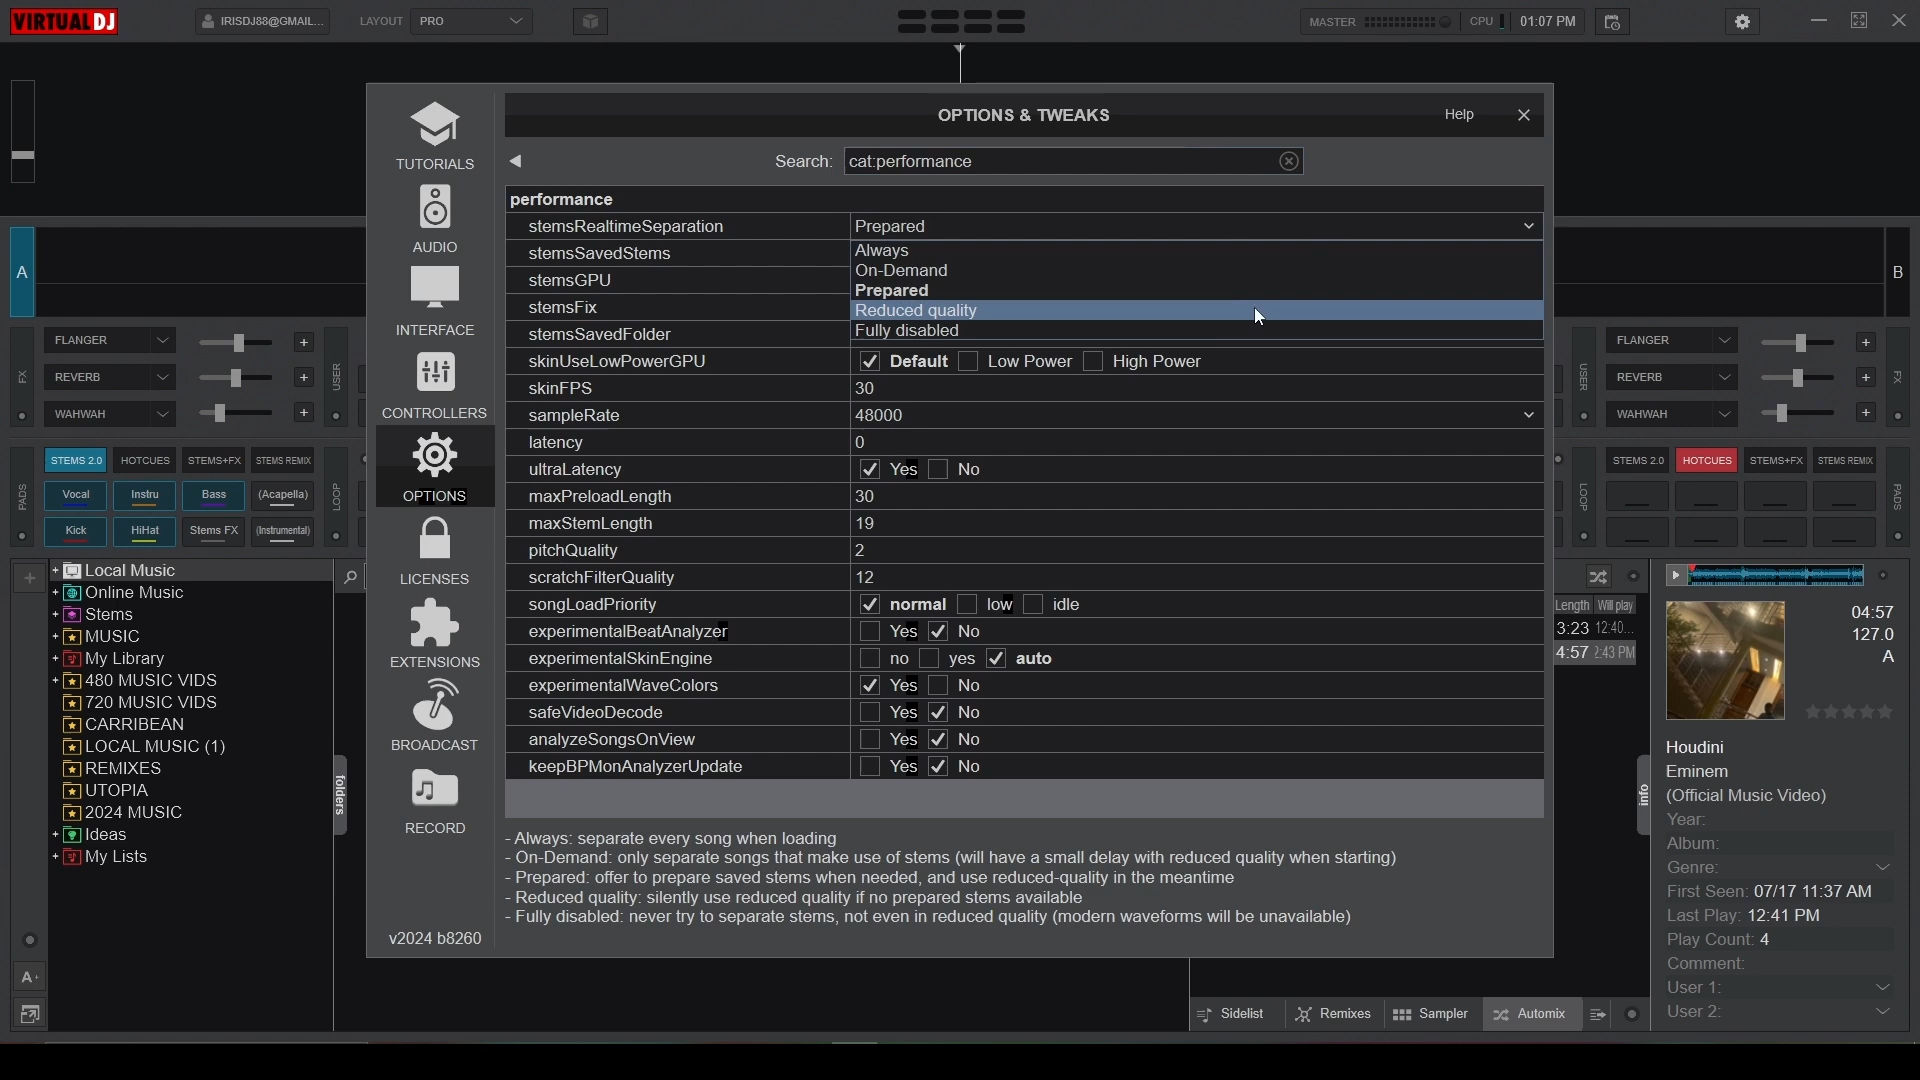 VIRTUAL DJ
IRISDJ88@GMAIL...
LAYOUT PRO
MASTER
CPU
01:07 PM
OPTIONS & TWEAKS
Help
Search: cat:performance
TUTORIALS
AUDIO
INTERFACE
CONTROLLERS
OPTIONS
LICENSES
EXTENSIONS
BROADCAST
RECORD
v2024 b8260
performance
stemsRealtimeSeparation Prepared
stemsSavedStems
stemsGPU
stemsFix
stemsSavedFolder
Always
On-Demand
Prepared
Reduced quality
Fully disabled
skinUseLowPowerGPU Default Low Power High Power
skinFPS 30
sampleRate 48000
latency 0
ultraLatency Yes No
maxPreloadLength 30
maxStemLength 19
pitchQuality 2
scratchFilterQuality 12
songLoadPriority normal low idle
experimentalBeatAnalyzer Yes No
experimentalSkinEngine no yes auto
experimentalWaveColors Yes No
safeVideoDecode Yes No
analyzeSongsOnView Yes No
keepBPMonAnalyzerUpdate Yes No
- Always: separate every song when loading
- On-Demand: only separate songs that make use of stems (will have a small delay with reduced quality when starting)
- Prepared: offer to prepare saved stems when needed, and use reduced-quality in the meantime
- Reduced quality: silently use reduced quality if no prepared stems available
- Fully disabled: never try to separate stems, not even in reduced quality (modern waveforms will be unavailable)
A
FX
FLANGER
REVERB
WAHWAH
USER
PADS
STEMS 2.0 HOTCUES STEMS+FX STEMS REMIX
Vocal Instru Bass (Acapella)
Kick HiHat Stems FX (Instrumental)
LOOP
Local Music
Online Music
Stems
MUSIC
My Library
480 MUSIC VIDS
720 MUSIC VIDS
CARRIBEAN
LOCAL MUSIC (1)
REMIXES
UTOPIA
2024 MUSIC
Ideas
My Lists
folders
A+
B
USER
FLANGER
REVERB
WAHWAH
FX
LOOP
STEMS 2.0 HOTCUES STEMS+FX STEMS REMIX
PADS
Length Will play
3:23 12:40...
4:57 2:43 PM
info
04:57
127.0
A
Houdini
Eminem
(Official Music Video)
Year:
Album:
Genre:
First Seen: 07/17 11:37 AM
Last Play: 12:41 PM
Play Count: 4
Comment:
User 1:
User 2:
Sidelist Remixes Sampler Automix